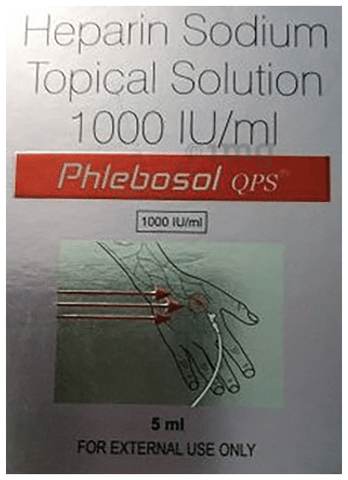 Heparin Sodium
Topical Solution
1000 IU/ml
Phlebosol QPS®
1000 IU/ml
5 ml
FOR EXTERNAL USE ONLY